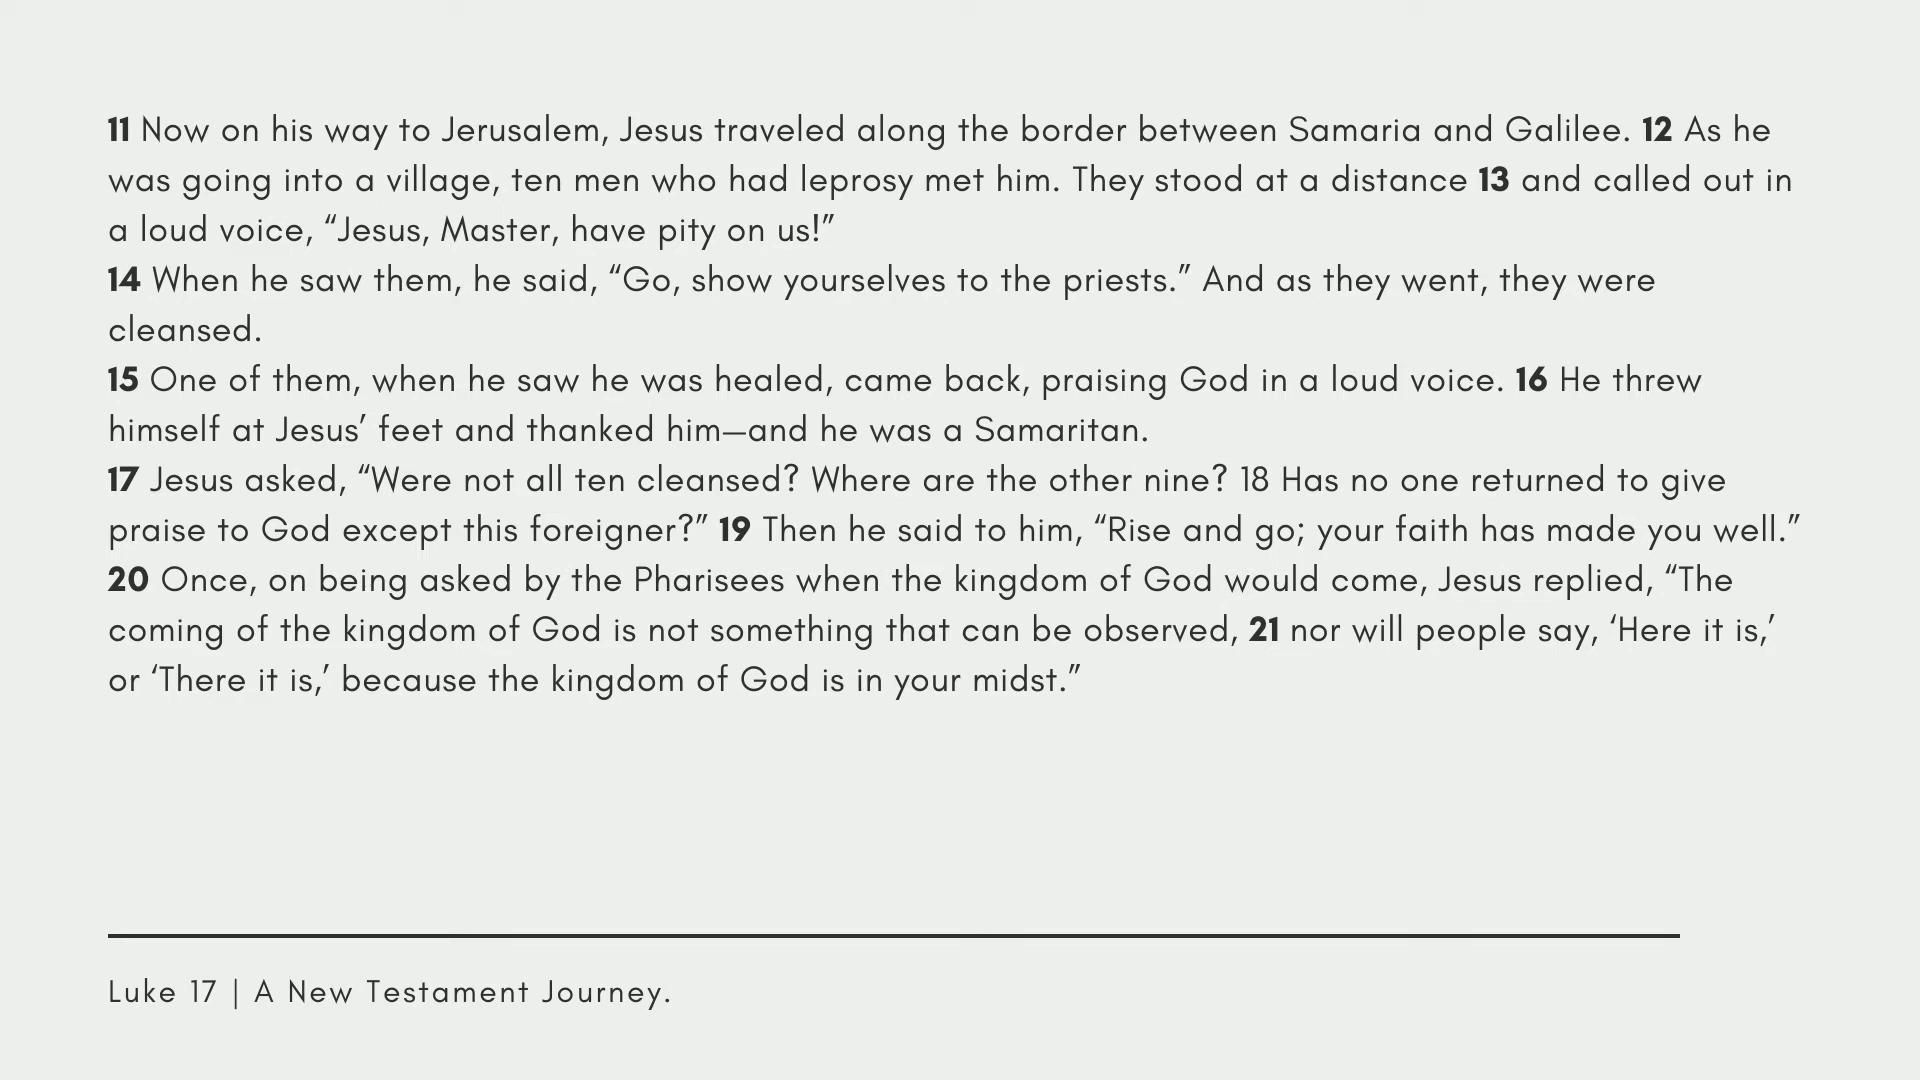 11 Now on his way to Jerusalem, Jesus traveled along the border between Samaria and Galilee. 12 As he
was going into a village, ten men who had leprosy met him. They stood at a distance 13 and called out in
a loud voice, “Jesus, Master, have pity on us!”
14 When he saw them, he said, “Go, show yourselves to the priests.” And as they went, they were
cleansed.
15 One of them, when he saw he was healed, came back, praising God in a loud voice. 16 He threw
himself at Jesus’ feet and thanked him—and he was a Samaritan.
17 Jesus asked, “Were not all ten cleansed? Where are the other nine? 18 Has no one returned to give
praise to God except this foreigner?” 19 Then he said to him, “Rise and go; your faith has made you well.”
20 Once, on being asked by the Pharisees when the kingdom of God would come, Jesus replied, “The
coming of the kingdom of God is not something that can be observed, 21 nor will people say, ‘Here it is,’
or ‘There it is,’ because the kingdom of God is in your midst.”
Luke 17 | A New Testament Journey.